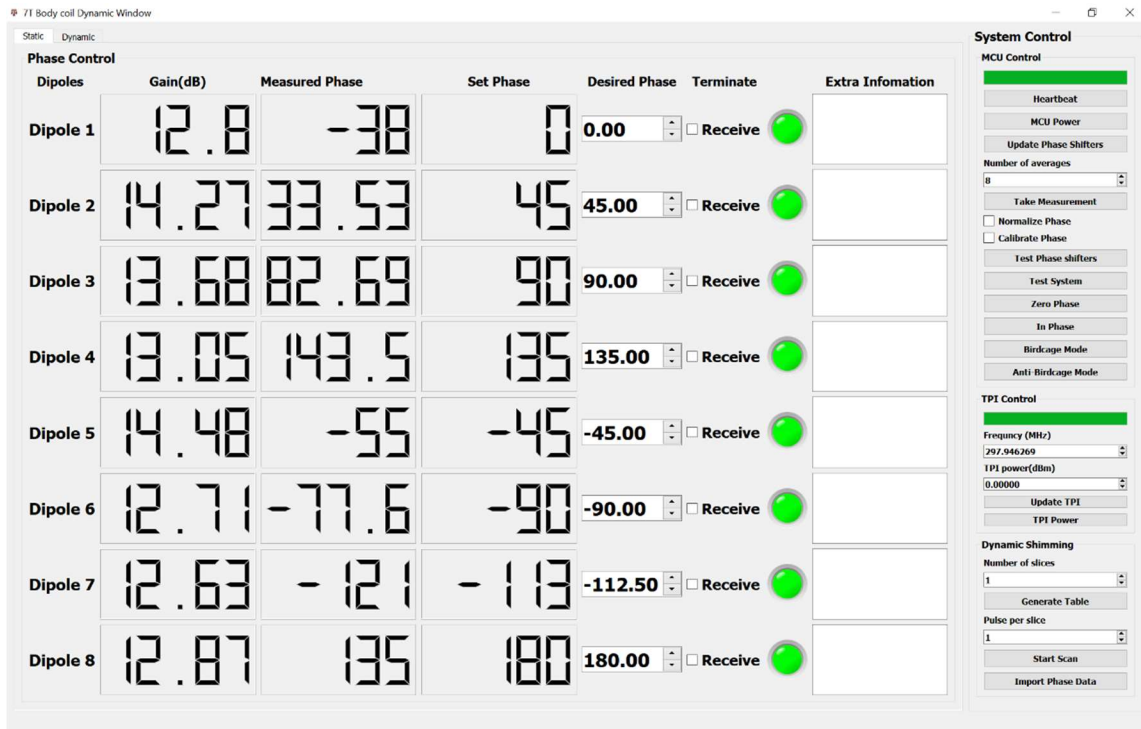 7T Body coil Dynamic Window
Static Dynamic
Phase Control
Dipoles Gain(dB) Measured Phase Set Phase Desired Phase Terminate Extra Infomation
Dipole 1 12.8 -38 0 0.00 Receive
Dipole 2 14.27 33.53 45 45.00 Receive
Dipole 3 13.68 82.69 90 90.00 Receive
Dipole 4 13.05 143.5 135 135.00 Receive
Dipole 5 14.48 -55 -45 -45.00 Receive
Dipole 6 12.71 -77.6 -90 -90.00 Receive
Dipole 7 12.63 -121 -113 -112.50 Receive
Dipole 8 12.87 135 180 180.00 Receive
System Control
MCU Control
Heartbeat
MCU Power
Update Phase Shifters
Number of averages
8
Take Measurement
Normalize Phase
Calibrate Phase
Test Phase shifters
Test System
Zero Phase
In Phase
Birdcage Mode
Anti-Birdcage Mode
TPI Control
Frequncy (MHz)
297.946269
TPI power(dBm)
0.00000
Update TPI
TPI Power
Dynamic Shimming
Number of slices
1
Generate Table
Pulse per slice
1
Start Scan
Import Phase Data